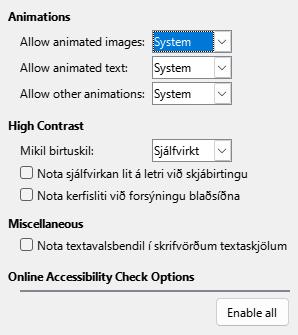 Animations
Allow animated images: System
Allow animated text: System
Allow other animations: System
High Contrast
Mikil birtuskil: Sjálfvirkt
Nota sjálfvirkan lit á letri við skjábirtingu
Nota kerfisliti við forsýningu blaðsíðna
Miscellaneous
Nota textavalsbendil í skrifvörðum textaskjölum
Online Accessibility Check Options
Enable all